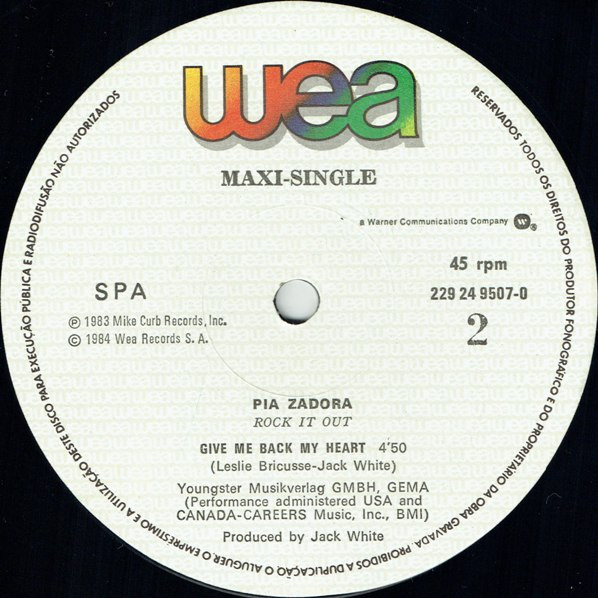 wea
MAXI-SINGLE
a Warner Communications Company w ®
45 rpm
SPA
229 24 9507-0
℗ 1983 Mike Curb Records, Inc.
© 1984 Wea Records S. A.
2
PIA ZADORA
ROCK IT OUT
GIVE ME BACK MY HEART 4'50
(Leslie Bricusse-Jack White)
Youngster Musikverlag GMBH, GEMA
(Performance administered USA and
CANADA-CAREERS Music, Inc., BMI)
Produced by Jack White
RESERVADOS TODOS OS DIREITOS DO PRODUTOR FONOGRAFICO E DO PROPRIETARIO DA OBRA GRAVADA. PROIBIDOS A DUPLICAÇÃO O ALUGUER. O EMPRÉSTIMO E A UTILIZAÇÃO DESTE DISCO PARA EXECUÇÃO PUBLICA E RADIODIFUSÃO NÃO AUTORIZADOS